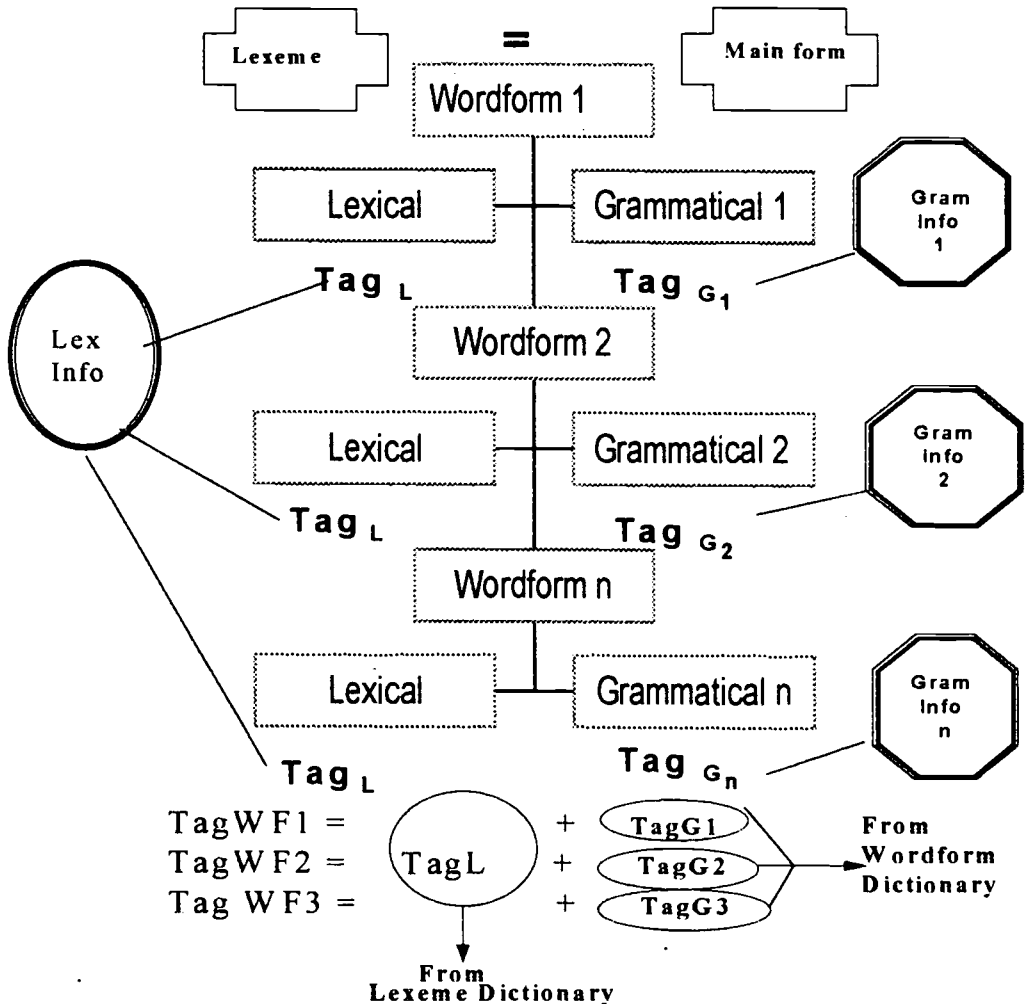 Lexeme = Main form
Wordform 1
Lexical Grammatical 1
Gram
Info
1
Tag L Tag G1
Lex
Info
Wordform 2
Lexical Grammatical 2
Gram
info
2
Tag L Tag G2
Wordform n
Lexical Grammatical n
Gram
Info
n
Tag L Tag Gn
TagWF1 = + TagG1
TagWF2 = TagL + TagG2
Tag WF3 = + TagG3
From
Wordform
Dictionary
From
Lexeme Dictionary